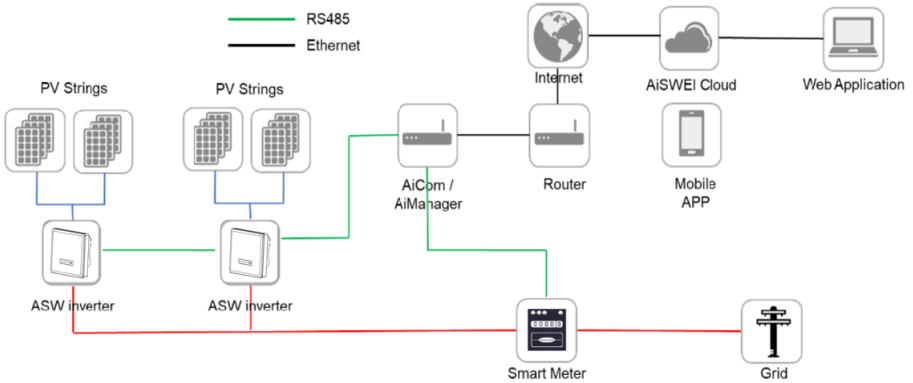 RS485
Ethernet
Internet
AiSWEI Cloud
Web Application
PV Strings
PV Strings
AiCom /
AiManager
Router
Mobile
APP
ASW inverter
ASW inverter
Smart Meter
Grid